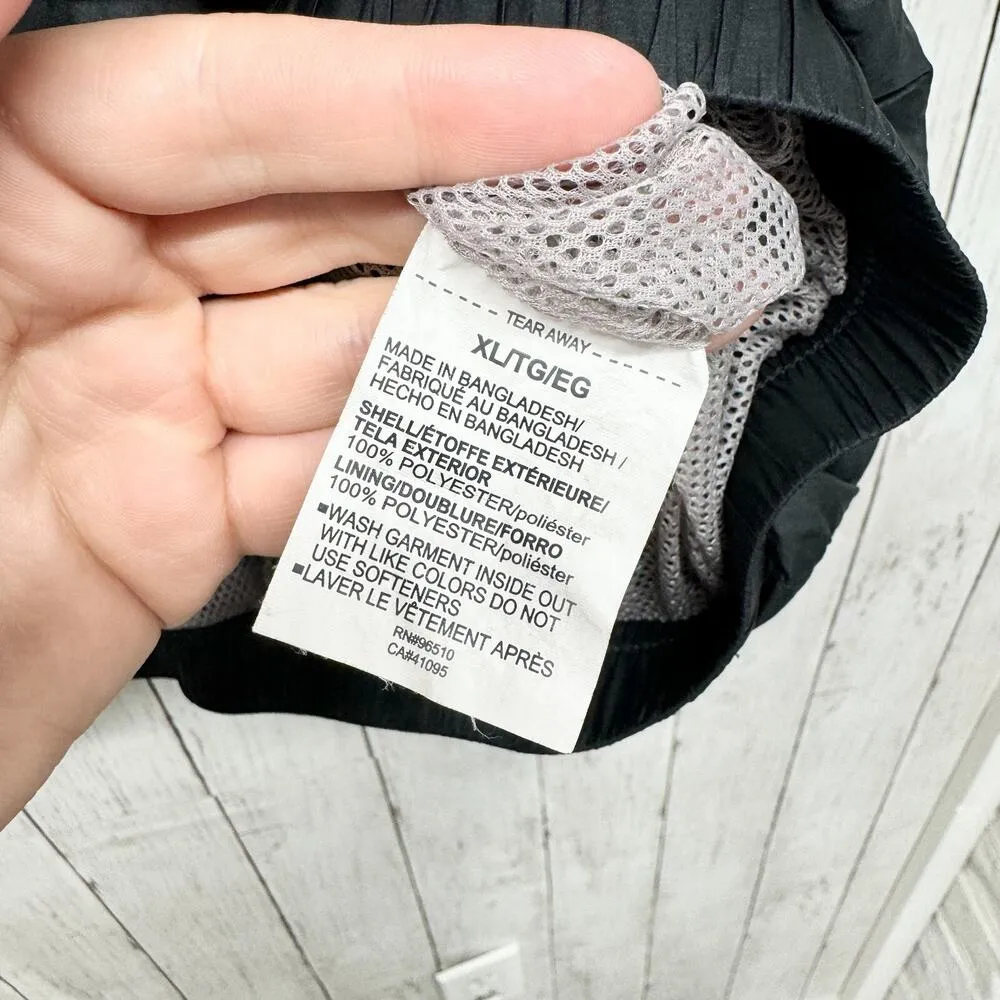 TEAR AWAY
XL/TG/EG
MADE IN BANGLADESH/
FABRIQUÉ AU BANGLADESH /
HECHO EN BANGLADESH
SHELL/ÉTOFFE EXTÉRIEURE/
TELA EXTERIOR
100% POLYESTER/poliéster
LINING/DOUBLURE/FORRO
100% POLYESTER/poliéster
▪WASH GARMENT INSIDE OUT
WITH LIKE COLORS DO NOT
USE SOFTENERS
▪LAVER LE VÊTEMENT APRÈS
RN#96510
CA#41095